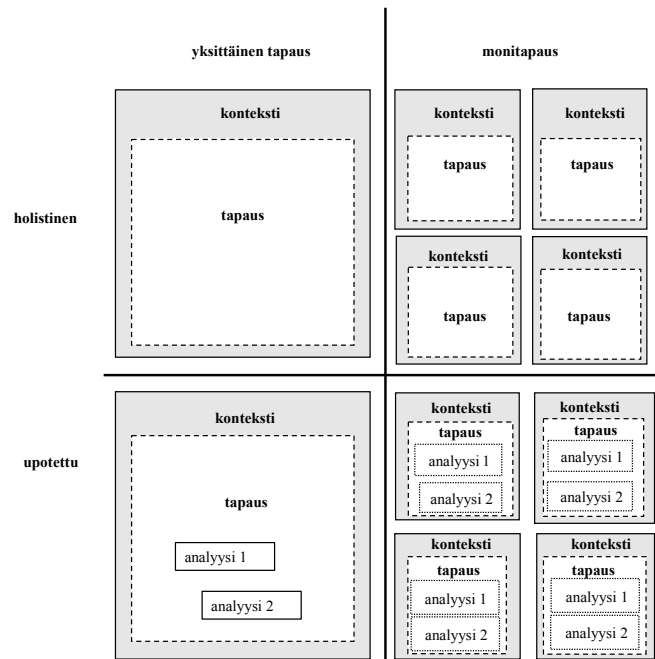 yksittäinen tapaus
monitapaus
holistinen
konteksti
tapaus
konteksti
tapaus
konteksti
tapaus
konteksti
tapaus
konteksti
tapaus
upotettu
konteksti
tapaus
analyysi 1
analyysi 2
konteksti
tapaus
analyysi 1
analyysi 2
konteksti
tapaus
analyysi 1
analyysi 2
konteksti
tapaus
analyysi 1
analyysi 2
konteksti
tapaus
analyysi 1
analyysi 2